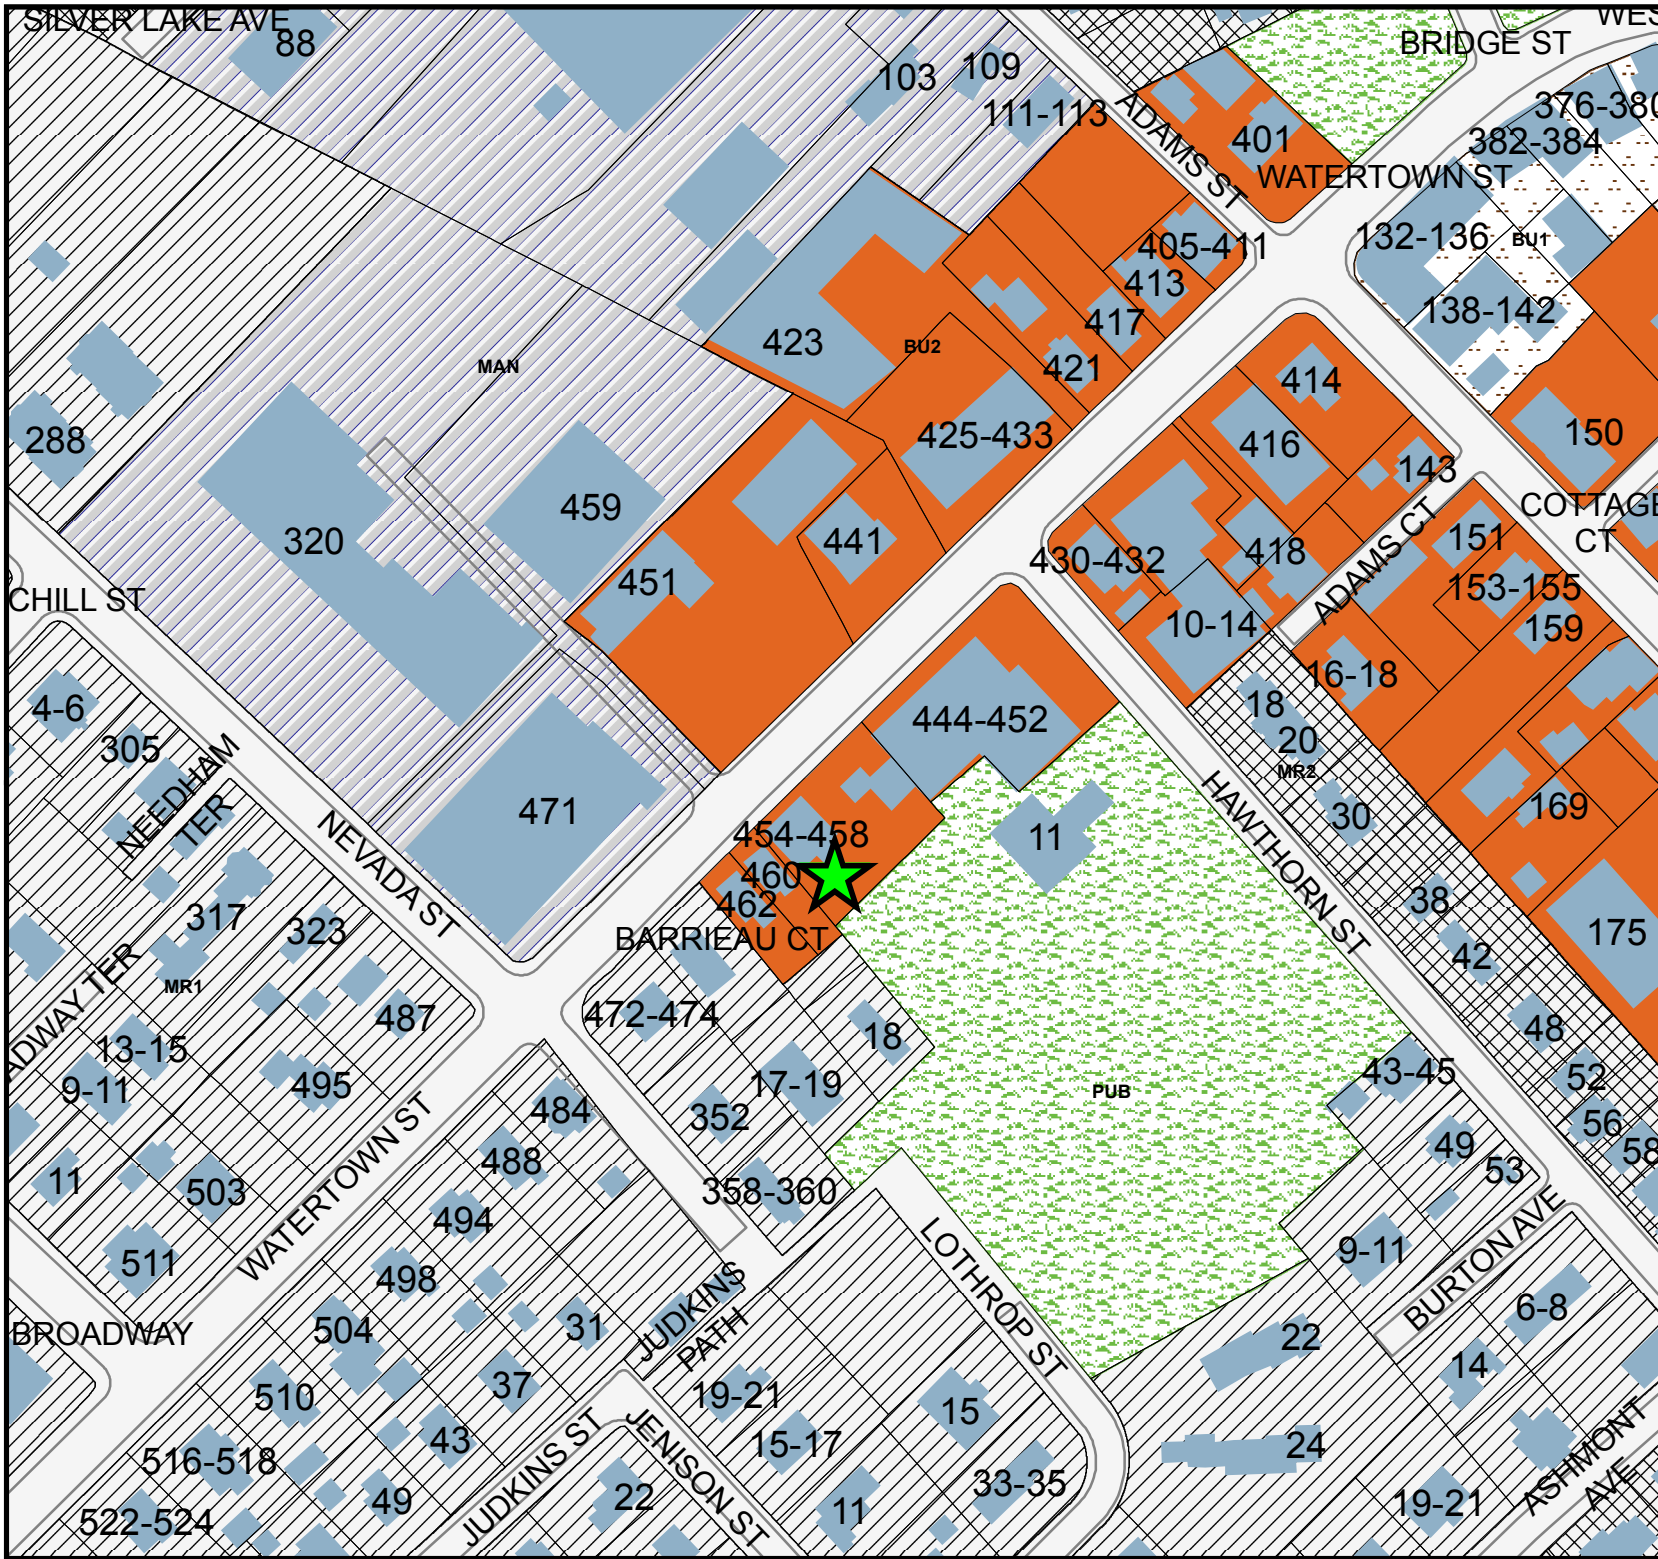 SILVER LAKE AVE
88
WES
BRIDGE ST
103
109
111-113
ADAMS ST
401
376-380
382-384
WATERTOWN ST
132-136
BU1
405-411
413
138-142
417
423
BU2
421
MAN
414
288
425-433
416
143
150
459
320
441
COTTAGE
CT
ADAMS CT
151
430-432
418
451
153-155
CHILL ST
10-14
159
16-18
4-6
18
444-452
20
305
MR2
NEEDHAM
TER
471
HAWTHORN ST
30
169
454-458
11
NEVADA ST
460
462
38
317
323
BARRIEAU CT
175
42
ADWAY TER
MR1
487
472-474
48
18
13-15
43-45
52
9-11
495
17-19
PUB
484
352
56
WATERTOWN ST
488
49
58
53
11
503
358-360
494
BURTON AVE
511
498
LOTHROP ST
9-11
JUDKINS
PATH
6-8
BROADWAY
504
31
22
14
510
37
19-21
15
ASHMONT
AVE
43
JENISON ST
15-17
24
516-518
JUDKINS ST
33-35
49
22
11
19-21
522-524